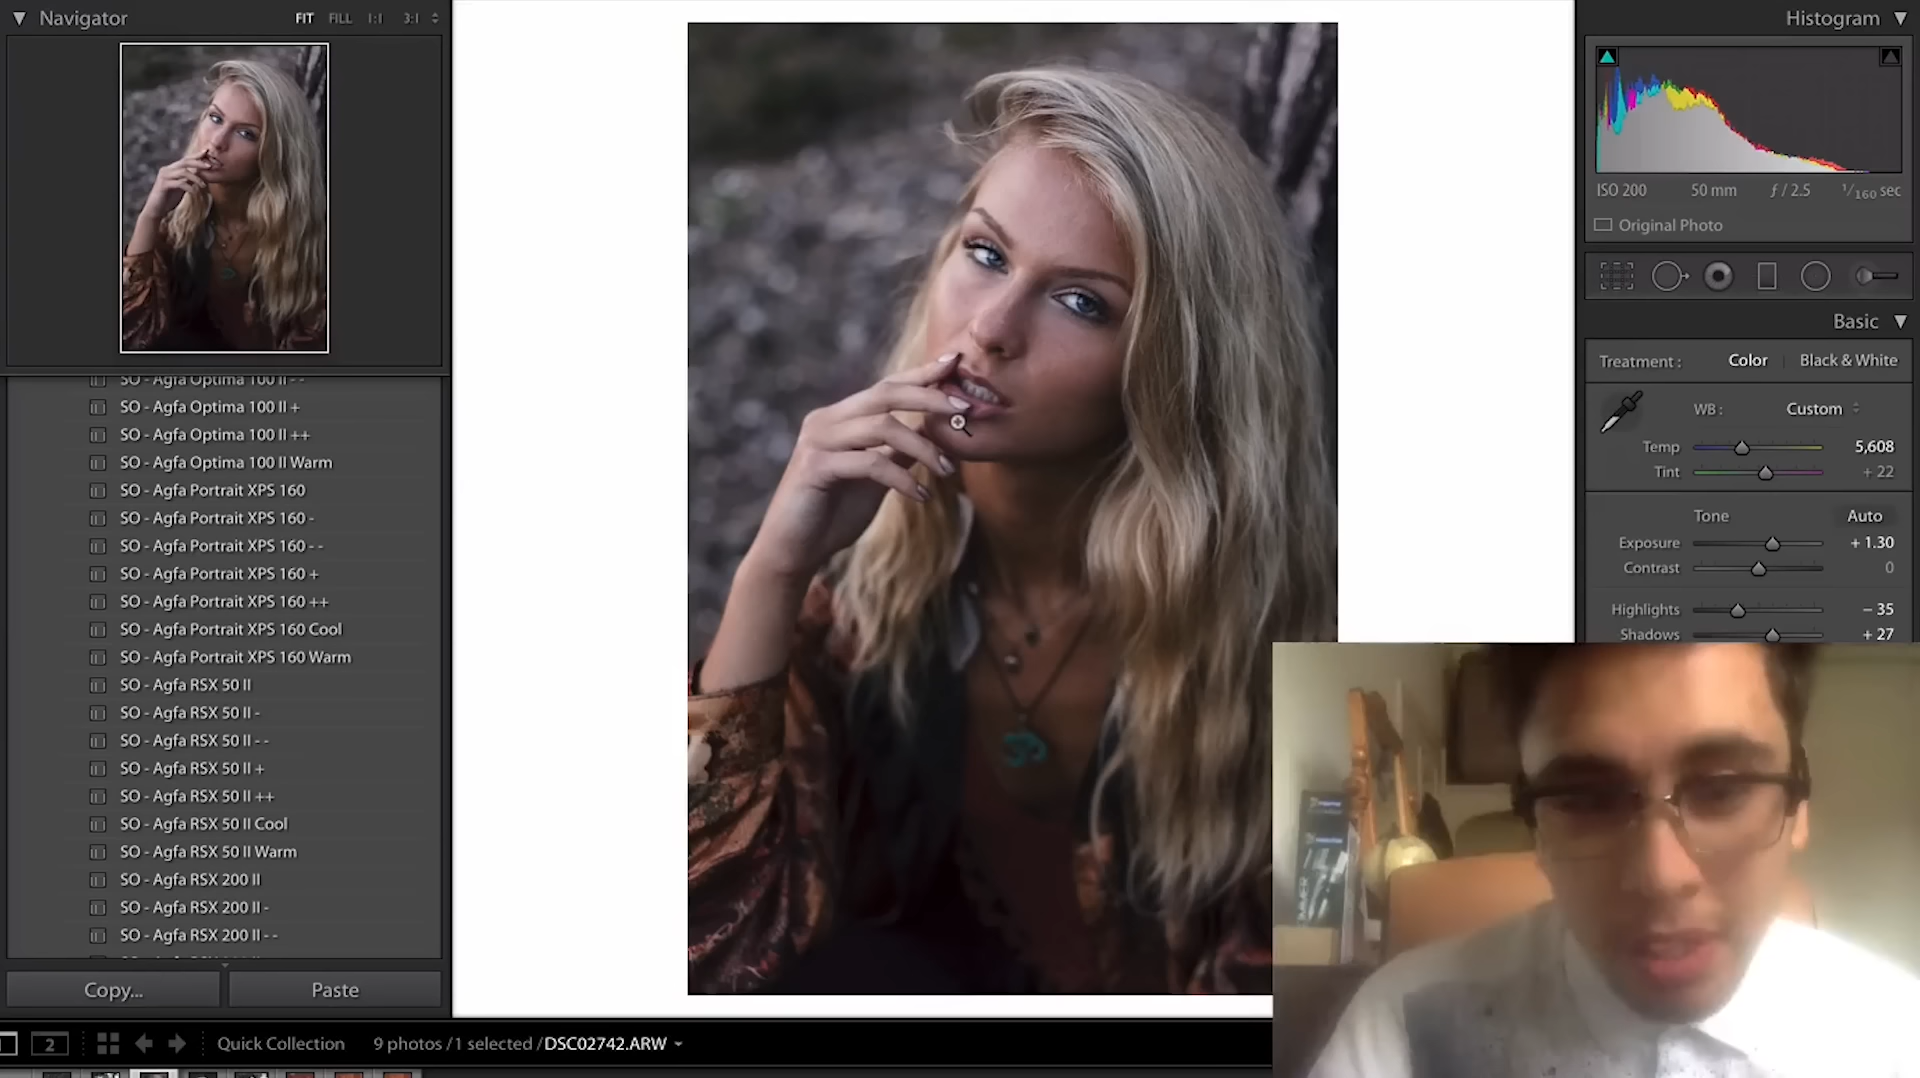 Navigator FIT FILL 1:1 3:1
SO - Agfa Optima 100 II - -
SO - Agfa Optima 100 II +
SO - Agfa Optima 100 II ++
SO - Agfa Optima 100 II Warm
SO - Agfa Portrait XPS 160
SO - Agfa Portrait XPS 160 -
SO - Agfa Portrait XPS 160 - -
SO - Agfa Portrait XPS 160 +
SO - Agfa Portrait XPS 160 ++
SO - Agfa Portrait XPS 160 Cool
SO - Agfa Portrait XPS 160 Warm
SO - Agfa RSX 50 II
SO - Agfa RSX 50 II -
SO - Agfa RSX 50 II - -
SO - Agfa RSX 50 II +
SO - Agfa RSX 50 II ++
SO - Agfa RSX 50 II Cool
SO - Agfa RSX 50 II Warm
SO - Agfa RSX 200 II
SO - Agfa RSX 200 II -
SO - Agfa RSX 200 II - -
Copy... Paste
2 Quick Collection 9 photos / 1 selected / DSC02742.ARW
Histogram
ISO 200 50 mm ƒ / 2.5 1/160 sec
Original Photo
Basic
Treatment : Color Black & White
WB : Custom
Temp 5,608
Tint + 22
Tone Auto
Exposure + 1.30
Contrast 0
Highlights − 35
Shadows + 27